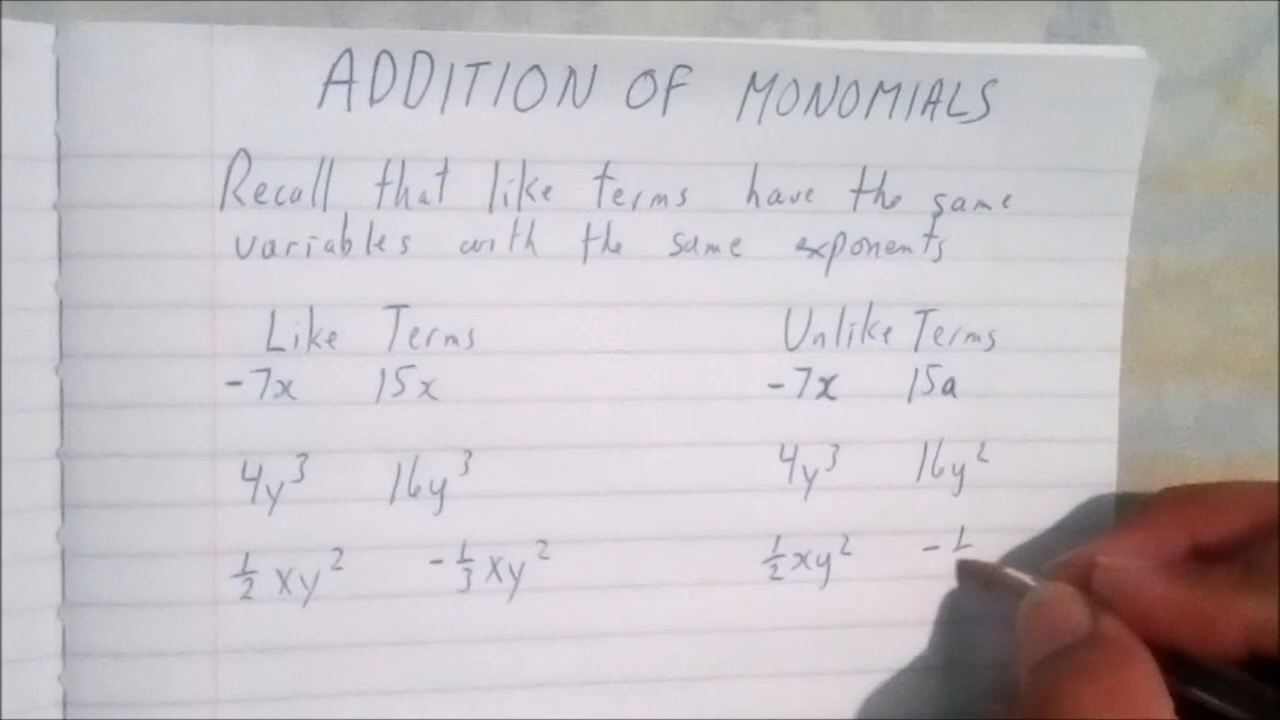 ADDITION OF MONOMIALS
Recall that like terms have the same
variables with the same exponents
Like Terms Unlike Terms
-7x 15x -7x 15a
4y³ 16y³ 4y³ 16y²
½xy² -⅓xy² ½xy² -1